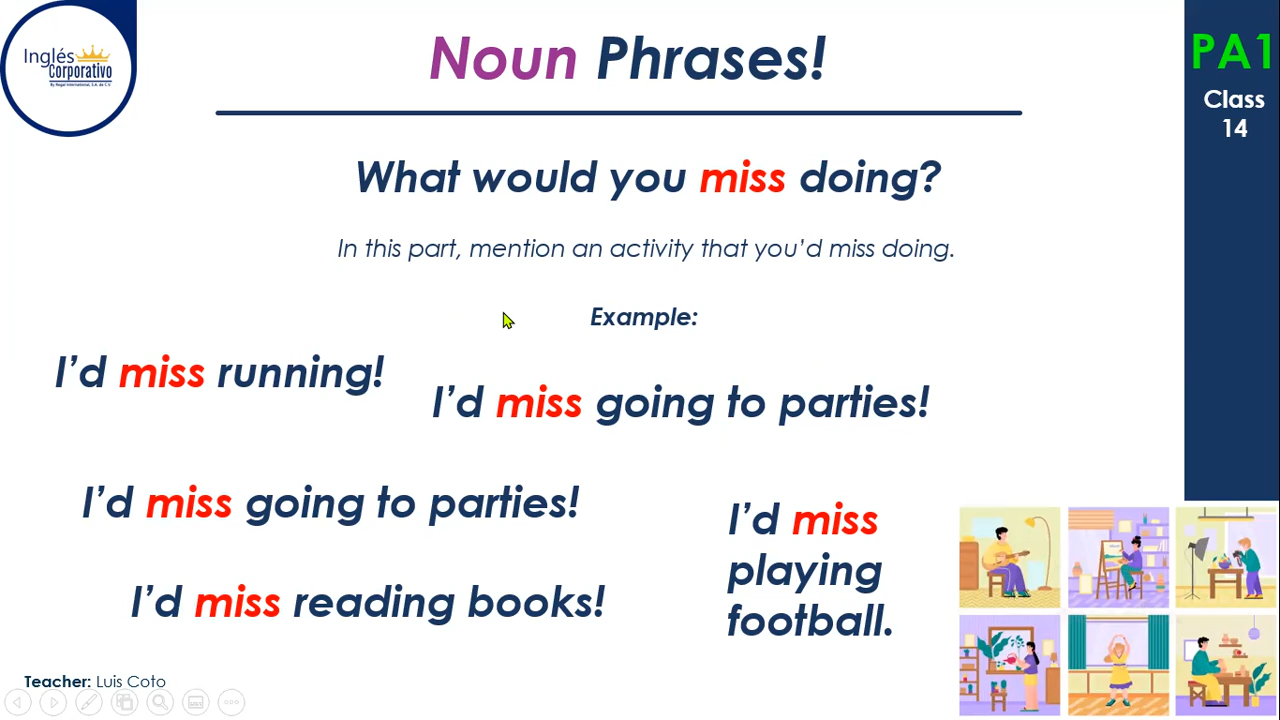 Inglés
Corporativo
By Regal International, S.A. de C.V.
Noun Phrases!
PA1
Class
14
What would you miss doing?
In this part, mention an activity that you'd miss doing.
Example:
I'd miss running!
I'd miss going to parties!
I'd miss going to parties!
I'd miss
playing
football.
I'd miss reading books!
Teacher: Luis Coto